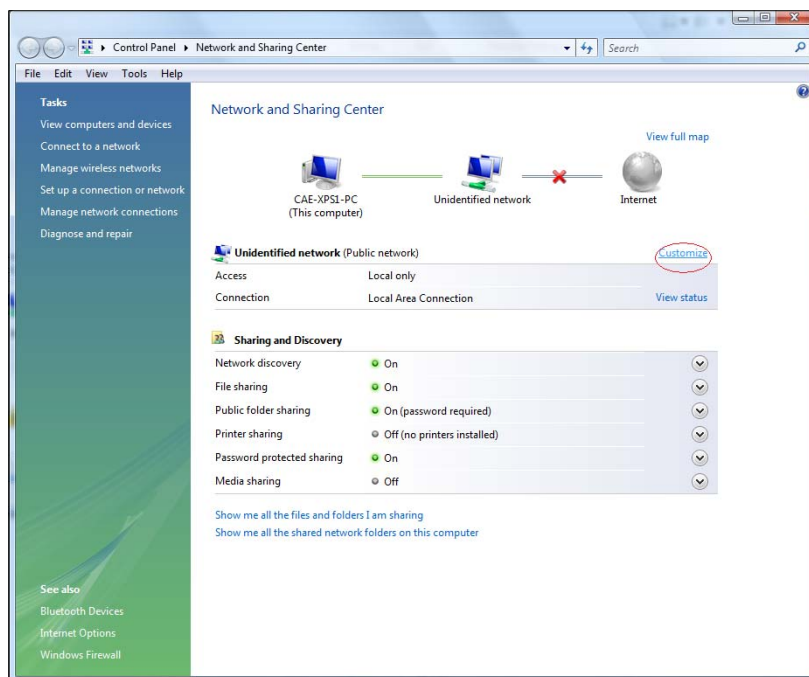 Control Panel ▸ Network and Sharing Center
Search
File Edit View Tools Help
Tasks
View computers and devices
Connect to a network
Manage wireless networks
Set up a connection or network
Manage network connections
Diagnose and repair
See also
Bluetooth Devices
Internet Options
Windows Firewall
Network and Sharing Center
View full map
CAE-XPS1-PC
(This computer)
Unidentified network
Internet
Unidentified network (Public network) Customize
Access Local only
Connection Local Area Connection View status
Sharing and Discovery
Network discovery On
File sharing On
Public folder sharing On (password required)
Printer sharing Off (no printers installed)
Password protected sharing On
Media sharing Off
Show me all the files and folders I am sharing
Show me all the shared network folders on this computer